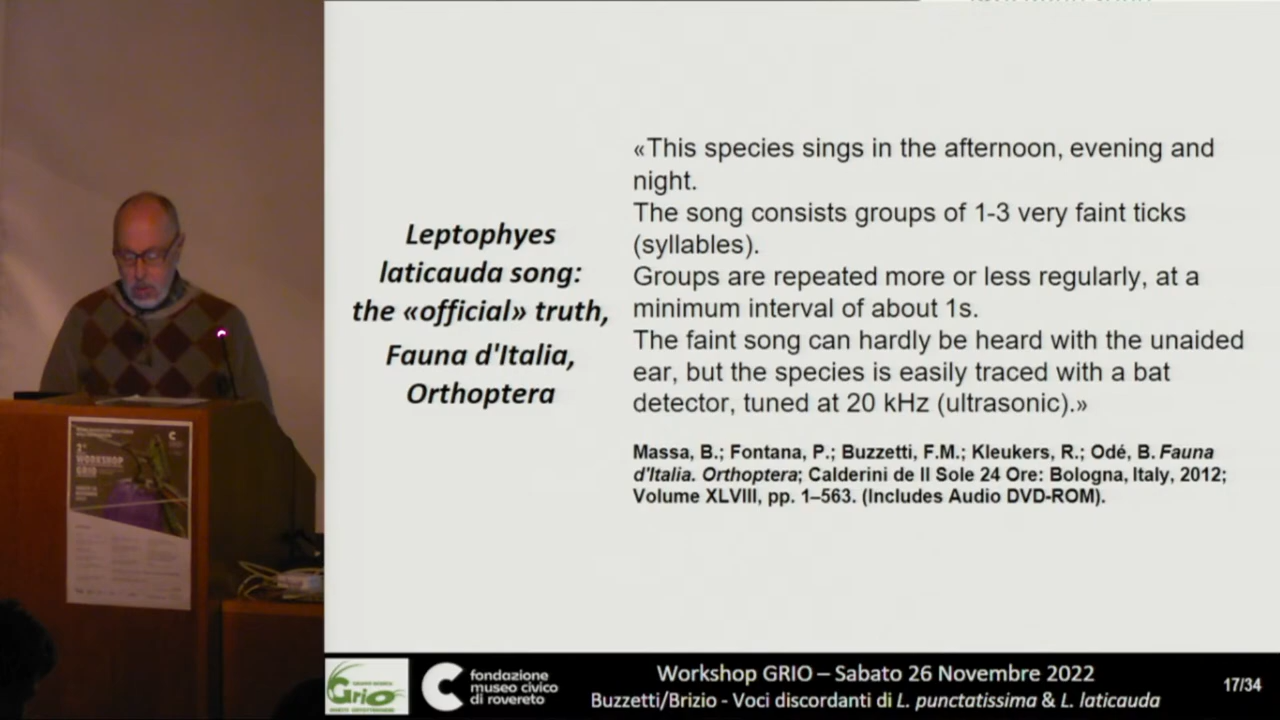 Leptophyes
laticauda song:
the «official» truth,
Fauna d'Italia,
Orthoptera
«This species sings in the afternoon, evening and
night.
The song consists groups of 1-3 very faint ticks
(syllables).
Groups are repeated more or less regularly, at a
minimum interval of about 1s.
The faint song can hardly be heard with the unaided
ear, but the species is easily traced with a bat
detector, tuned at 20 kHz (ultrasonic).»
Massa, B.; Fontana, P.; Buzzetti, F.M.; Kleukers, R.; Odé, B. Fauna
d'Italia. Orthoptera; Calderini de Il Sole 24 Ore: Bologna, Italy, 2012;
Volume XLVIII, pp. 1–563. (Includes Audio DVD-ROM).
2°
WORKSHOP
GRIO
Grio
fondazione
museo civico
di rovereto
Workshop GRIO – Sabato 26 Novembre 2022
Buzzetti/Brizio - Voci discordanti di L. punctatissima & L. laticauda
17/34